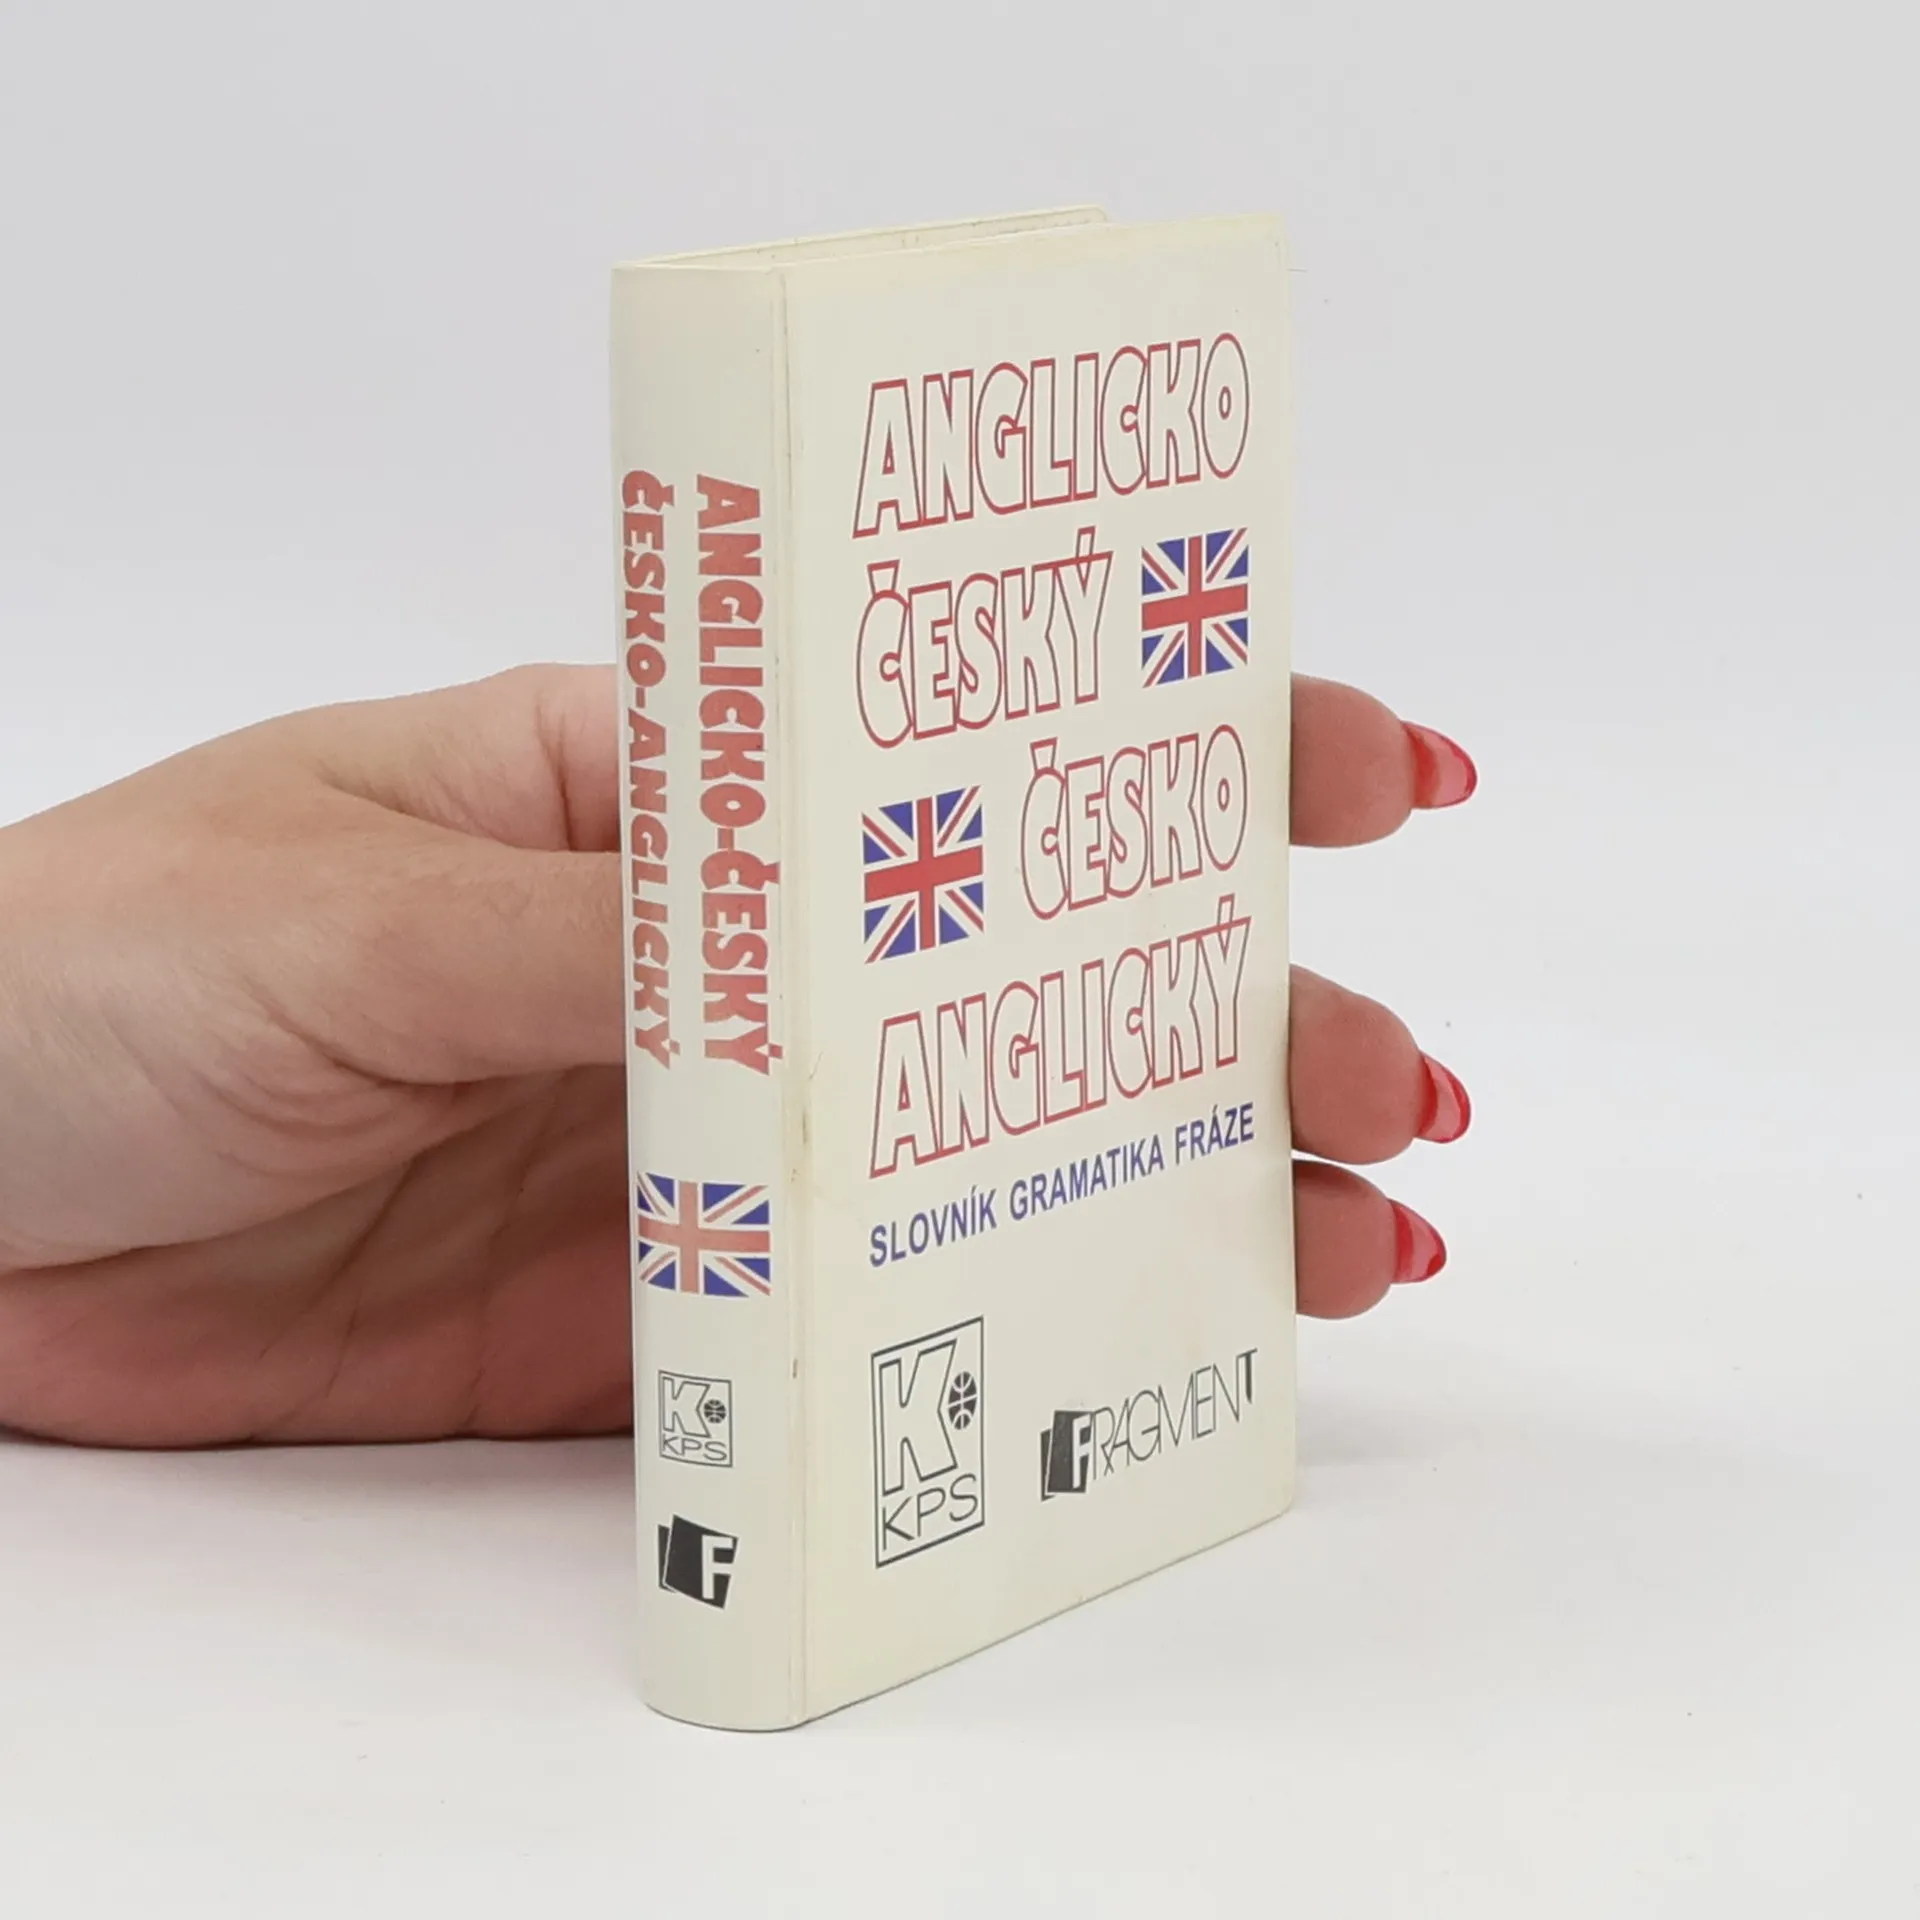 ANGLICKO-ČESKÝ
ČESKO-ANGLICKÝ
K
KPS
F
ANGLICKO
ČESKÝ
ČESKO
ANGLICKÝ
SLOVNÍK GRAMATIKA FRÁZE
K
KPS
FRAGMENT